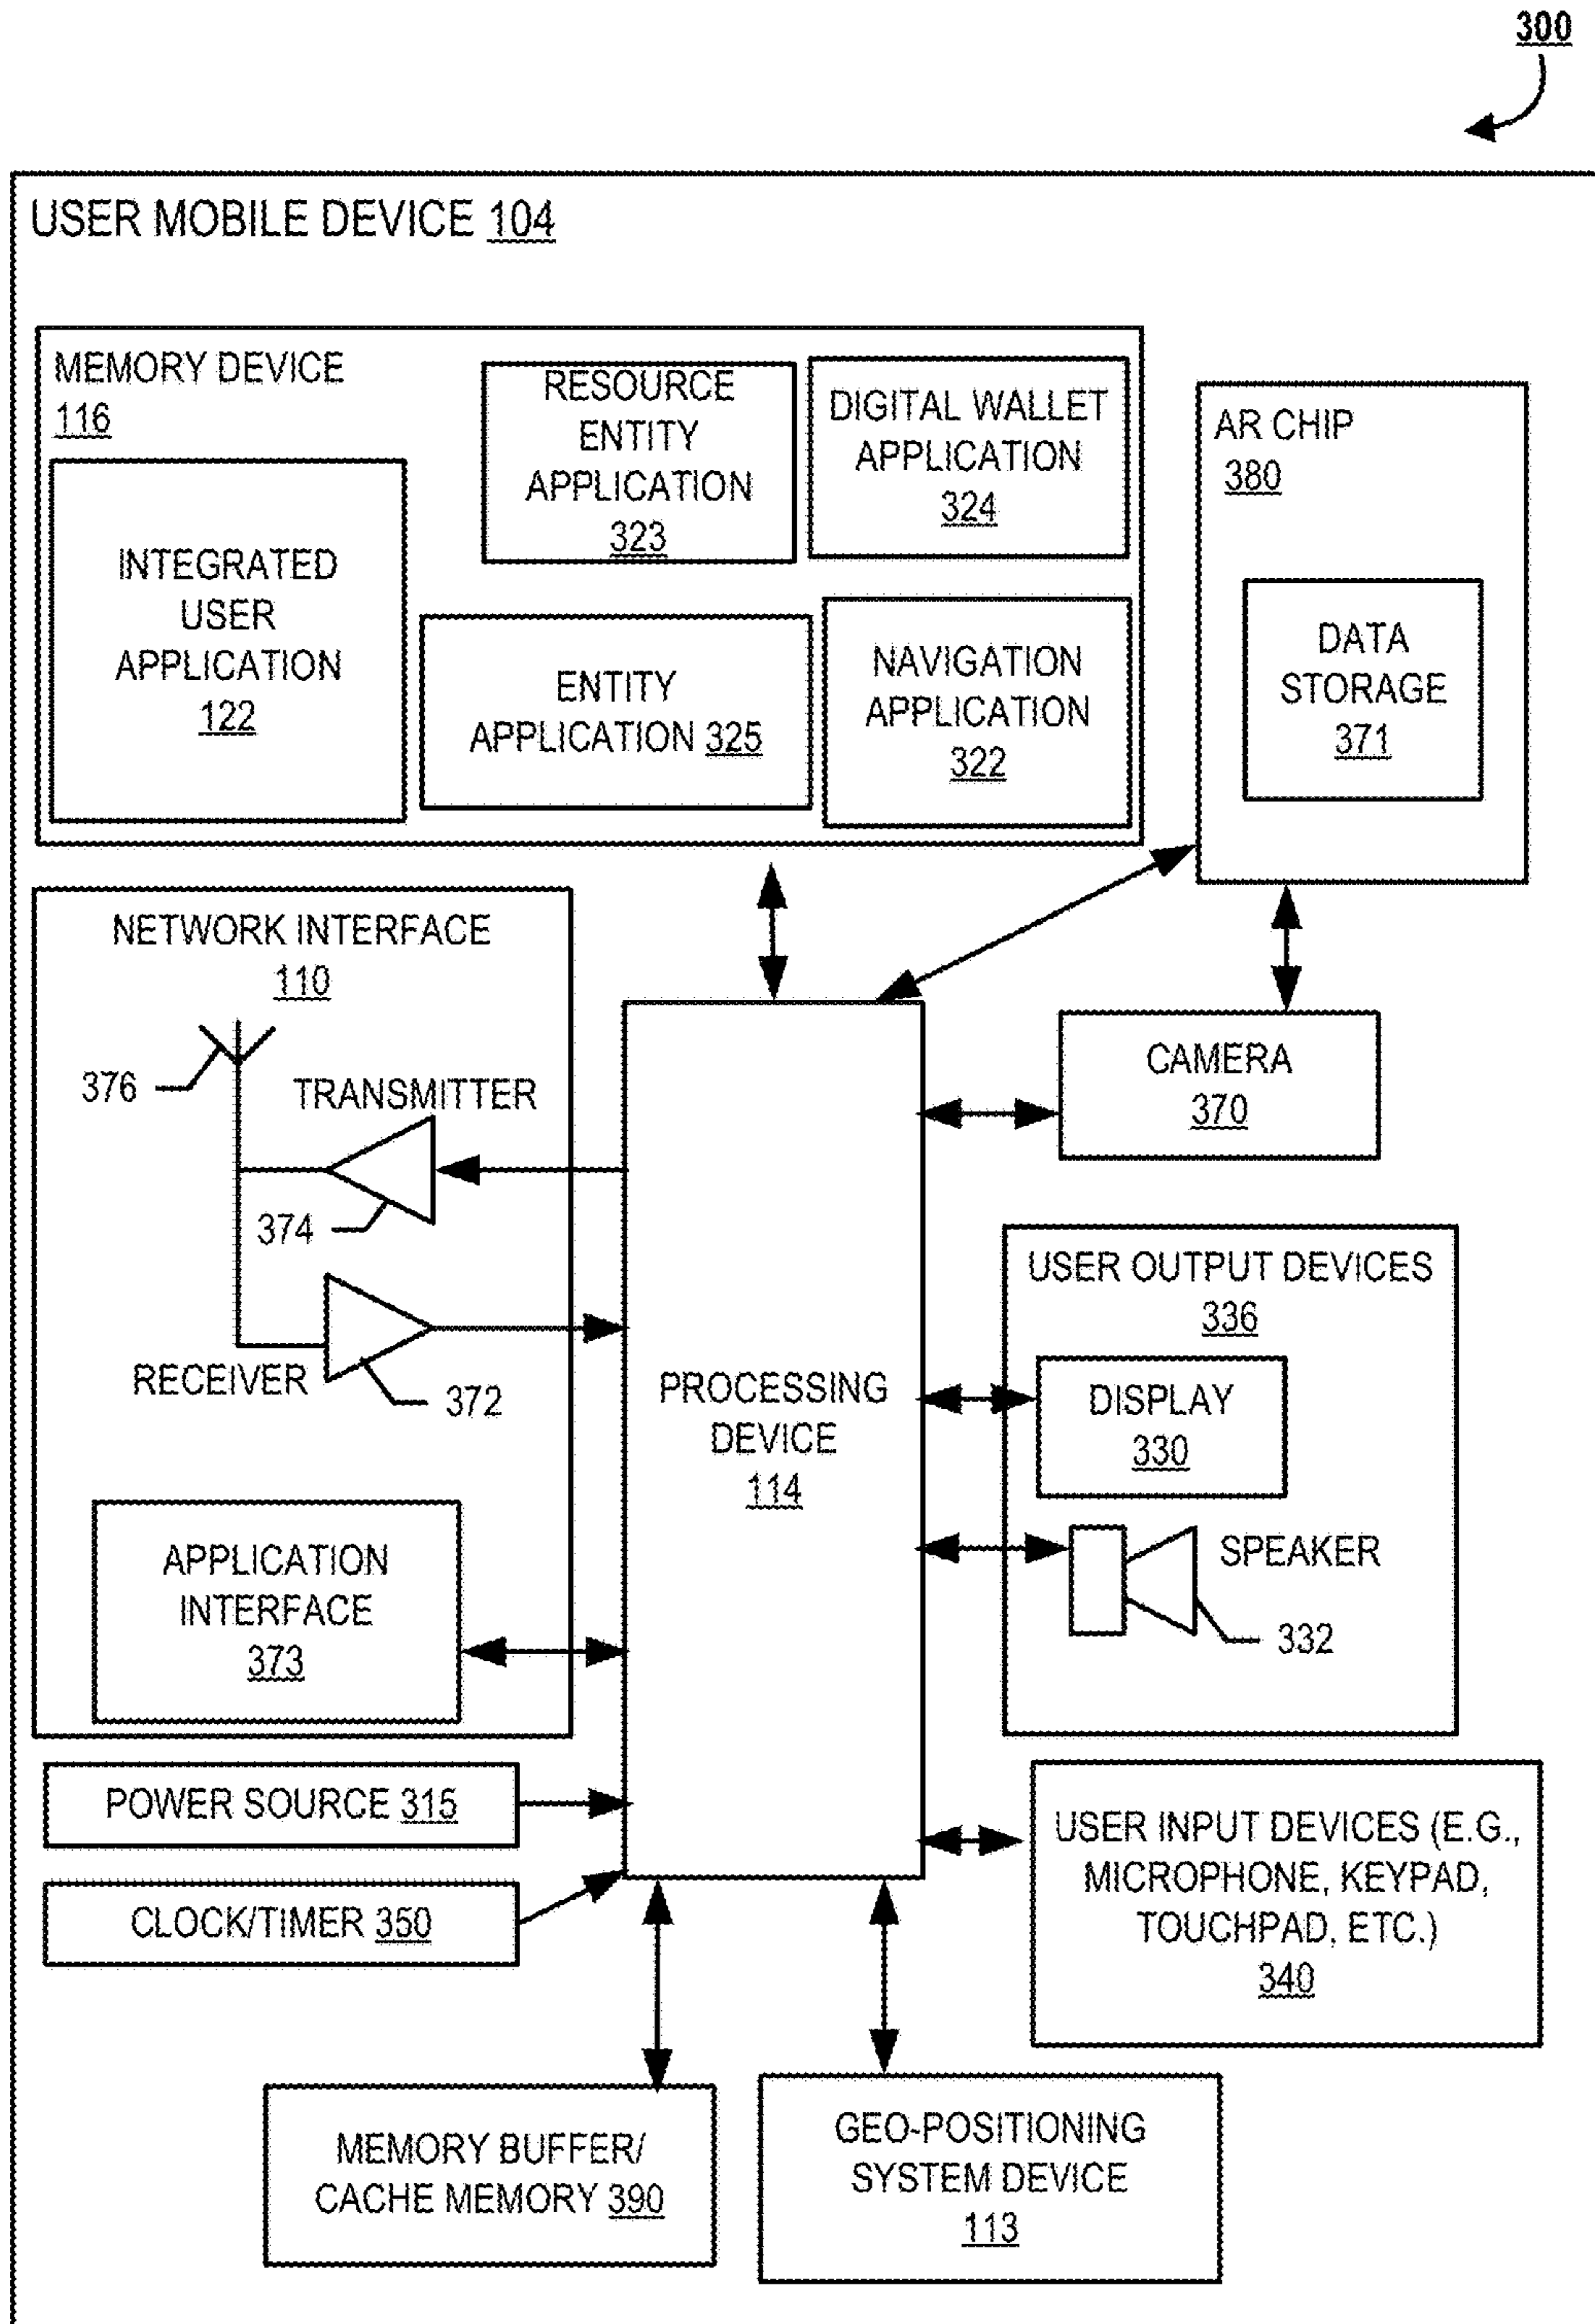 300
USER MOBILE DEVICE 104
MEMORY DEVICE
116
INTEGRATED
USER
APPLICATION
122
RESOURCE
ENTITY
APPLICATION
323
DIGITAL WALLET
APPLICATION
324
ENTITY
APPLICATION 325
NAVIGATION
APPLICATION
322
AR CHIP
380
DATA
STORAGE
371
NETWORK INTERFACE
110
376
TRANSMITTER
374
RECEIVER
372
APPLICATION
INTERFACE
373
PROCESSING
DEVICE
114
CAMERA
370
USER OUTPUT DEVICES
336
DISPLAY
330
SPEAKER
332
POWER SOURCE 315
CLOCK/TIMER 350
USER INPUT DEVICES (E.G.,
MICROPHONE, KEYPAD,
TOUCHPAD, ETC.)
340
MEMORY BUFFER/
CACHE MEMORY 390
GEO-POSITIONING
SYSTEM DEVICE
113